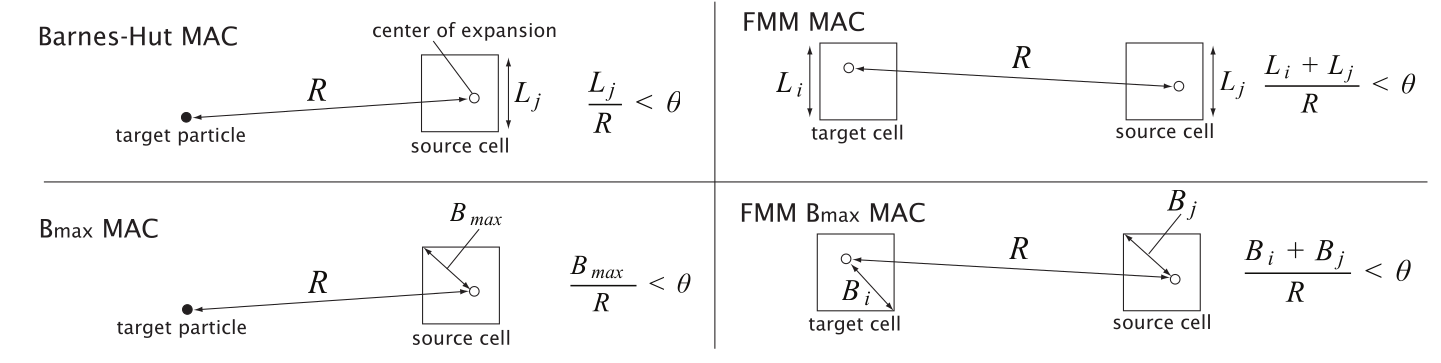 Barnes-Hut MAC
center of expansion
R
L_j
L_j / R < θ
target particle
source cell
FMM MAC
L_i
R
L_j
L_i + L_j / R < θ
target cell
source cell
Bmax MAC
B_max
R
B_max / R < θ
target particle
source cell
FMM Bmax MAC
B_j
R
B_i
B_i + B_j / R < θ
target cell
source cell